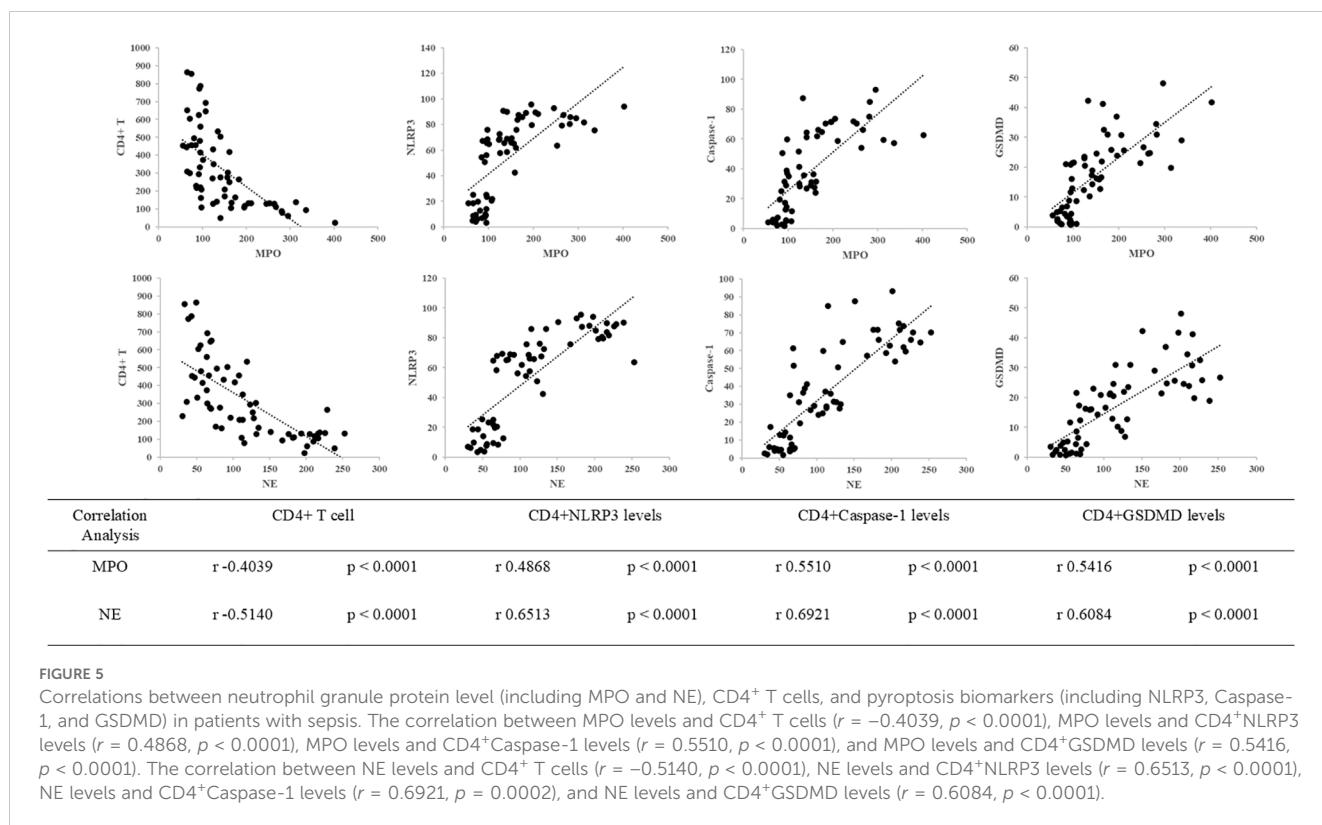 1000
900
800
700
600
500
400
300
200
100
0
CD4+ T
0 100 200 300 400 500
MPO
140
120
100
80
60
40
20
0
NLRP3
0 100 200 300 400 500
MPO
120
100
80
60
40
20
0
Caspase-1
0 100 200 300 400 500
MPO
60
50
40
30
20
10
0
GSDMD
0 100 200 300 400 500
MPO
1000
900
800
700
600
500
400
300
200
100
0
CD4+ T
0 50 100 150 200 250 300
NE
120
100
80
60
40
20
0
NLRP3
0 50 100 150 200 250 300
NE
100
90
80
70
60
50
40
30
20
10
0
Caspase-1
0 50 100 150 200 250 300
NE
60
50
40
30
20
10
0
GSDMD
0 50 100 150 200 250 300
NE
Correlation Analysis CD4+ T cell CD4+NLRP3 levels CD4+Caspase-1 levels CD4+GSDMD levels
MPO r -0.4039 p < 0.0001 r 0.4868 p < 0.0001 r 0.5510 p < 0.0001 r 0.5416 p < 0.0001
NE r -0.5140 p < 0.0001 r 0.6513 p < 0.0001 r 0.6921 p < 0.0001 r 0.6084 p < 0.0001
FIGURE 5
Correlations between neutrophil granule protein level (including MPO and NE), CD4⁺ T cells, and pyroptosis biomarkers (including NLRP3, Caspase-
1, and GSDMD) in patients with sepsis. The correlation between MPO levels and CD4⁺ T cells (r = −0.4039, p < 0.0001), MPO levels and CD4⁺NLRP3
levels (r = 0.4868, p < 0.0001), MPO levels and CD4⁺Caspase-1 levels (r = 0.5510, p < 0.0001), and MPO levels and CD4⁺GSDMD levels (r = 0.5416,
p < 0.0001). The correlation between NE levels and CD4⁺ T cells (r = −0.5140, p < 0.0001), NE levels and CD4⁺NLRP3 levels (r = 0.6513, p < 0.0001),
NE levels and CD4⁺Caspase-1 levels (r = 0.6921, p = 0.0002), and NE levels and CD4⁺GSDMD levels (r = 0.6084, p < 0.0001).